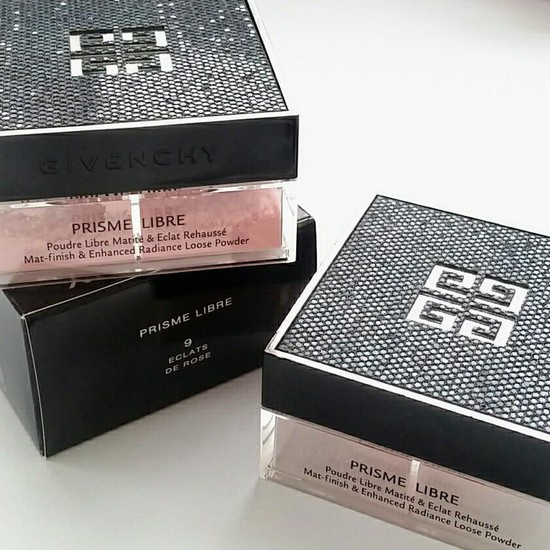 GIVENCHY
PRISME LIBRE
Poudre Libre Matité & Eclat Rehaussé
Mat-finish & Enhanced Radiance Loose Powder
PRISME LIBRE
9
ECLATS
DE ROSE
PRISME LIBRE
Poudre Libre Matité & Eclat Rehaussé
Mat-finish & Enhanced Radiance Loose Powder